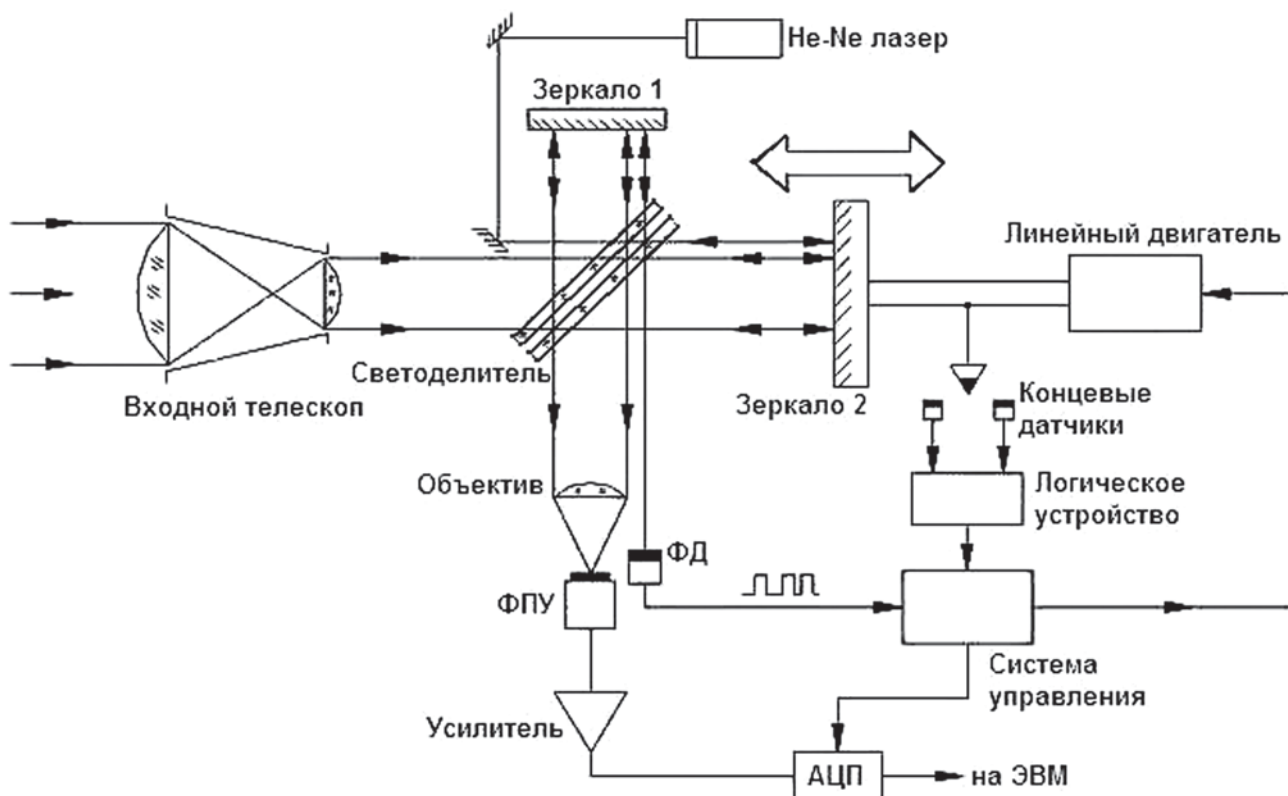 He-Ne лазер
Зеркало 1
Линейный двигатель
Светоделитель
Входной телескоп
Зеркало 2
Концевые
датчики
Объектив
Логическое
устройство
ФД
ФПУ
Система
управления
Усилитель
АЦП
на ЭВМ